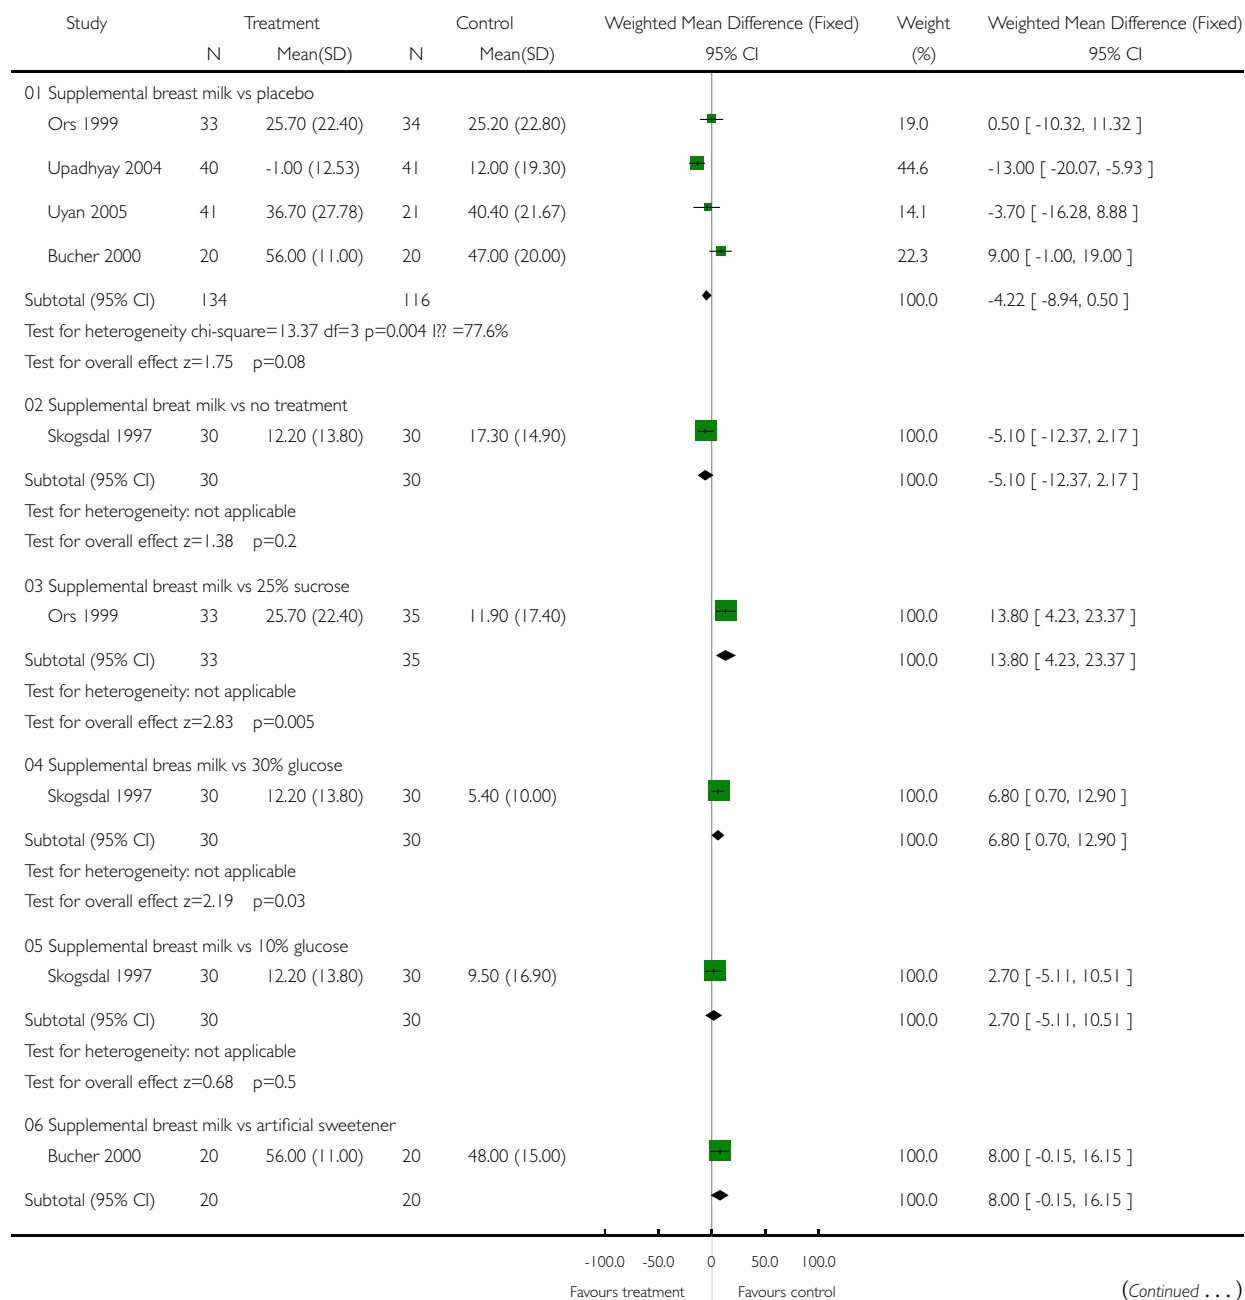 Study Treatment Control Weighted Mean Difference (Fixed) Weight Weighted Mean Difference (Fixed)
N Mean(SD) N Mean(SD) 95% CI (%) 95% CI
01 Supplemental breast milk vs placebo
Ors 1999 33 25.70 (22.40) 34 25.20 (22.80) 19.0 0.50 [ -10.32, 11.32 ]
Upadhyay 2004 40 -1.00 (12.53) 41 12.00 (19.30) 44.6 -13.00 [ -20.07, -5.93 ]
Uyan 2005 41 36.70 (27.78) 21 40.40 (21.67) 14.1 -3.70 [ -16.28, 8.88 ]
Bucher 2000 20 56.00 (11.00) 20 47.00 (20.00) 22.3 9.00 [ -1.00, 19.00 ]
Subtotal (95% CI) 134 116 100.0 -4.22 [ -8.94, 0.50 ]
Test for heterogeneity chi-square=13.37 df=3 p=0.004 I?? =77.6%
Test for overall effect z=1.75 p=0.08
02 Supplemental breat milk vs no treatment
Skogsdal 1997 30 12.20 (13.80) 30 17.30 (14.90) 100.0 -5.10 [ -12.37, 2.17 ]
Subtotal (95% CI) 30 30 100.0 -5.10 [ -12.37, 2.17 ]
Test for heterogeneity: not applicable
Test for overall effect z=1.38 p=0.2
03 Supplemental breast milk vs 25% sucrose
Ors 1999 33 25.70 (22.40) 35 11.90 (17.40) 100.0 13.80 [ 4.23, 23.37 ]
Subtotal (95% CI) 33 35 100.0 13.80 [ 4.23, 23.37 ]
Test for heterogeneity: not applicable
Test for overall effect z=2.83 p=0.005
04 Supplemental breas milk vs 30% glucose
Skogsdal 1997 30 12.20 (13.80) 30 5.40 (10.00) 100.0 6.80 [ 0.70, 12.90 ]
Subtotal (95% CI) 30 30 100.0 6.80 [ 0.70, 12.90 ]
Test for heterogeneity: not applicable
Test for overall effect z=2.19 p=0.03
05 Supplemental breast milk vs 10% glucose
Skogsdal 1997 30 12.20 (13.80) 30 9.50 (16.90) 100.0 2.70 [ -5.11, 10.51 ]
Subtotal (95% CI) 30 30 100.0 2.70 [ -5.11, 10.51 ]
Test for heterogeneity: not applicable
Test for overall effect z=0.68 p=0.5
06 Supplemental breast milk vs artificial sweetener
Bucher 2000 20 56.00 (11.00) 20 48.00 (15.00) 100.0 8.00 [ -0.15, 16.15 ]
Subtotal (95% CI) 20 20 100.0 8.00 [ -0.15, 16.15 ]
-100.0 -50.0 0 50.0 100.0
Favours treatment Favours control (Continued . . . )